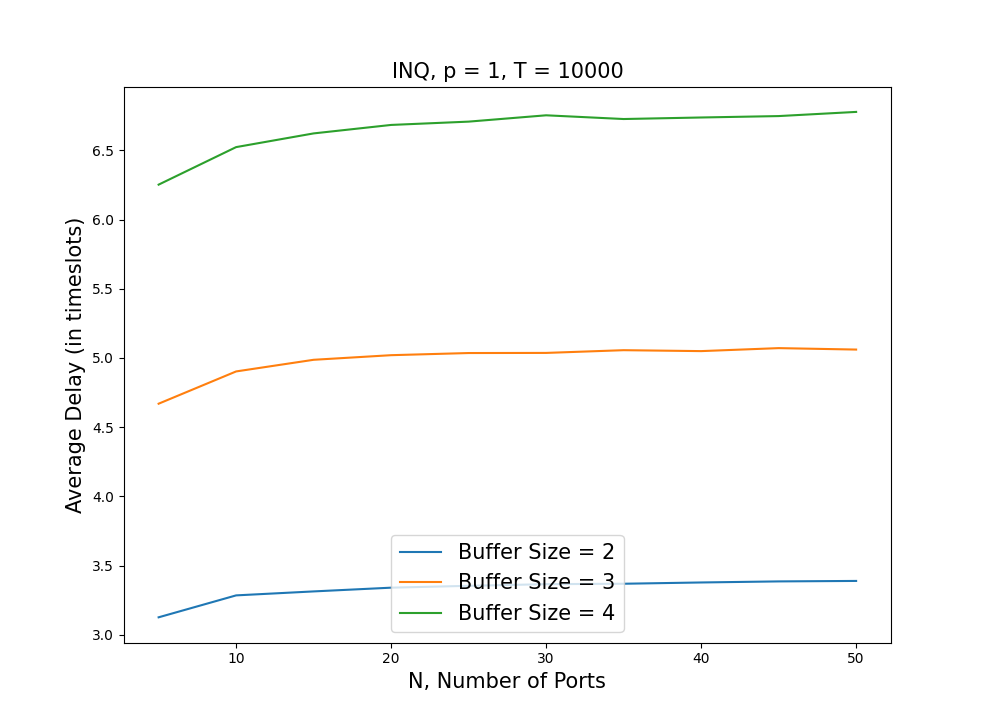 INQ, p = 1, T = 10000
Average Delay (in timeslots)
6.5
6.0
5.5
5.0
4.5
4.0
3.5
3.0
Buffer Size = 2
Buffer Size = 3
Buffer Size = 4
10 20 30 40 50
N, Number of Ports